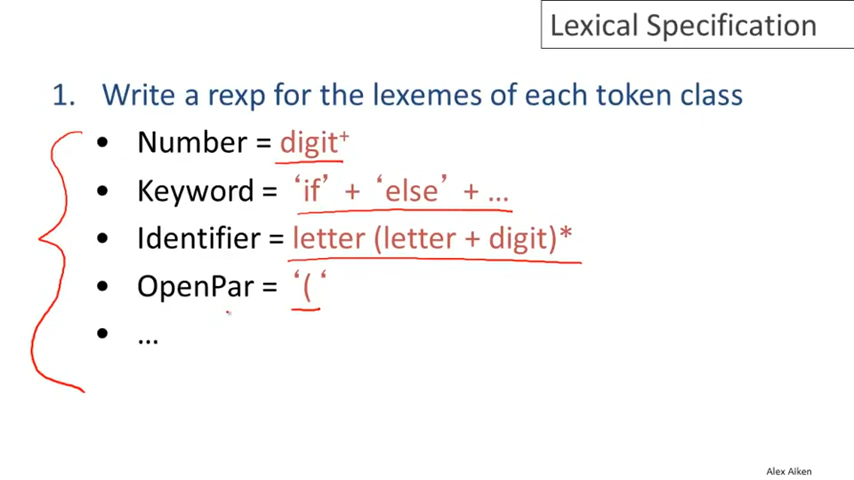 Lexical Specification
1. Write a rexp for the lexemes of each token class
• Number = digit⁺
• Keyword = ‘if’ + ‘else’ + …
• Identifier = letter (letter + digit)*
• OpenPar = ‘(‘
• …
Alex Aiken